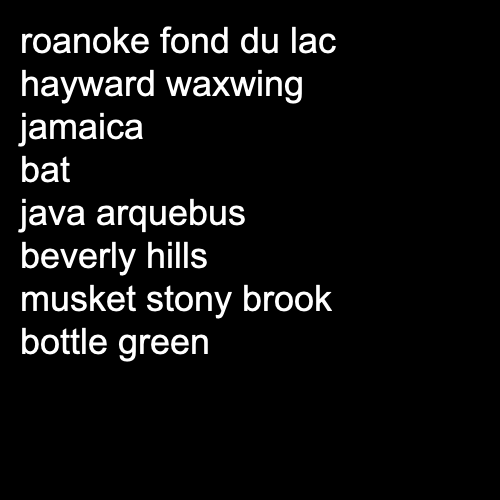 roanoke fond du lac
hayward waxwing
jamaica
bat
java arquebus
beverly hills
musket stony brook
bottle green